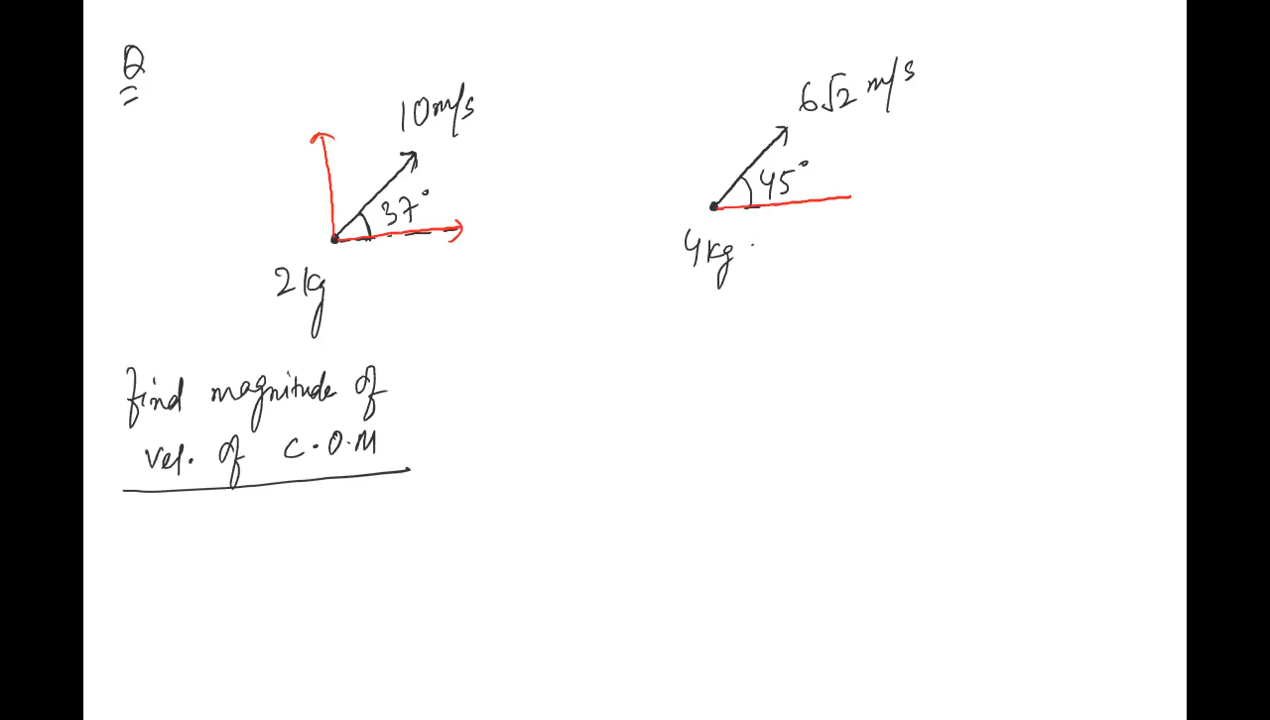 Q
10m/s
37°
2kg
6√2 m/s
45°
4kg.
find magnitude of
vel. of C.O.M